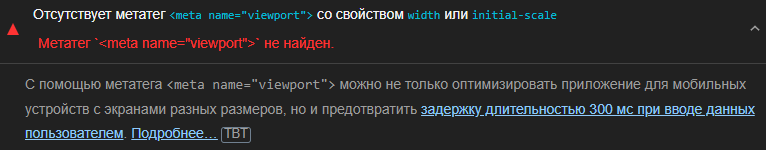 Отсутствует метатег <meta name="viewport"> со свойством width или initial-scale
Метатег `<meta name="viewport">` не найден.
С помощью метатега <meta name="viewport"> можно не только оптимизировать приложение для мобильных
устройств с экранами разных размеров, но и предотвратить задержку длительностью 300 мс при вводе данных
пользователем. Подробнее… TBT